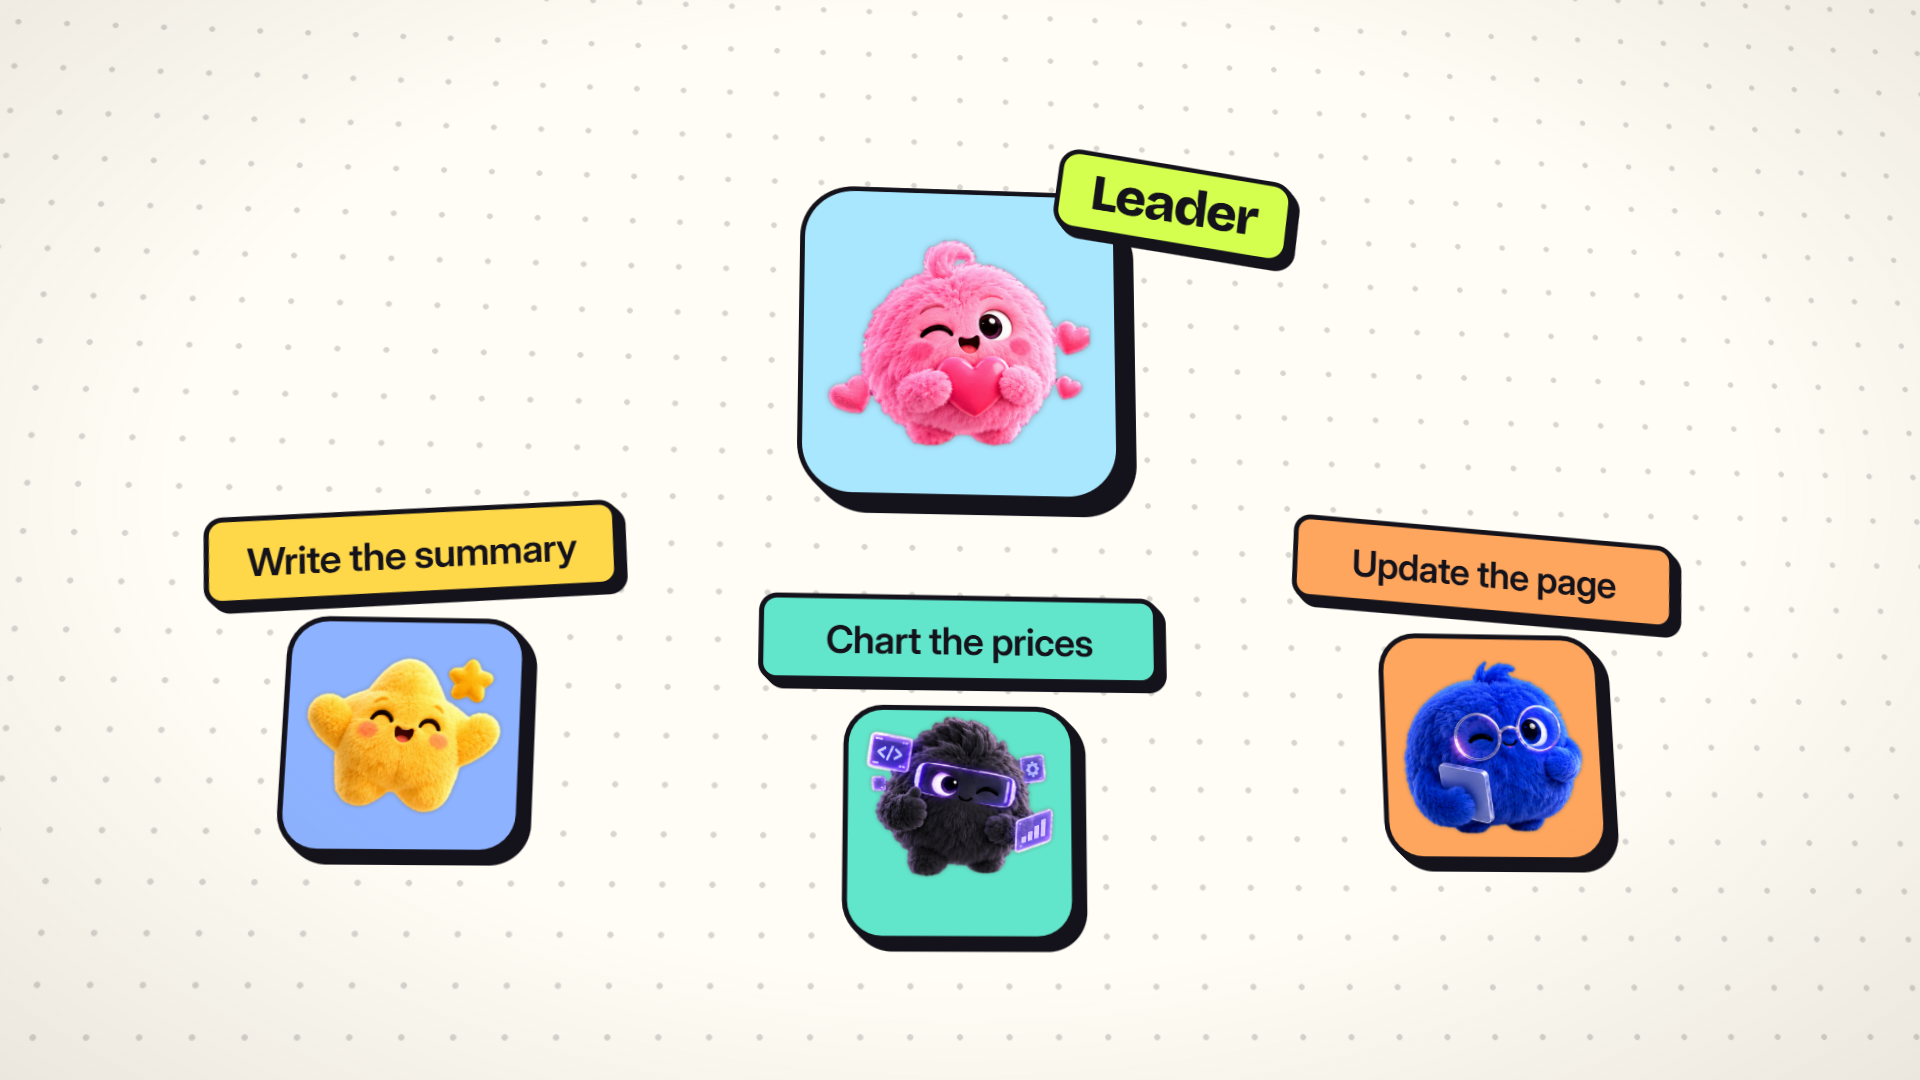 Leader
Write the summary
Chart the prices
Update the page
</>